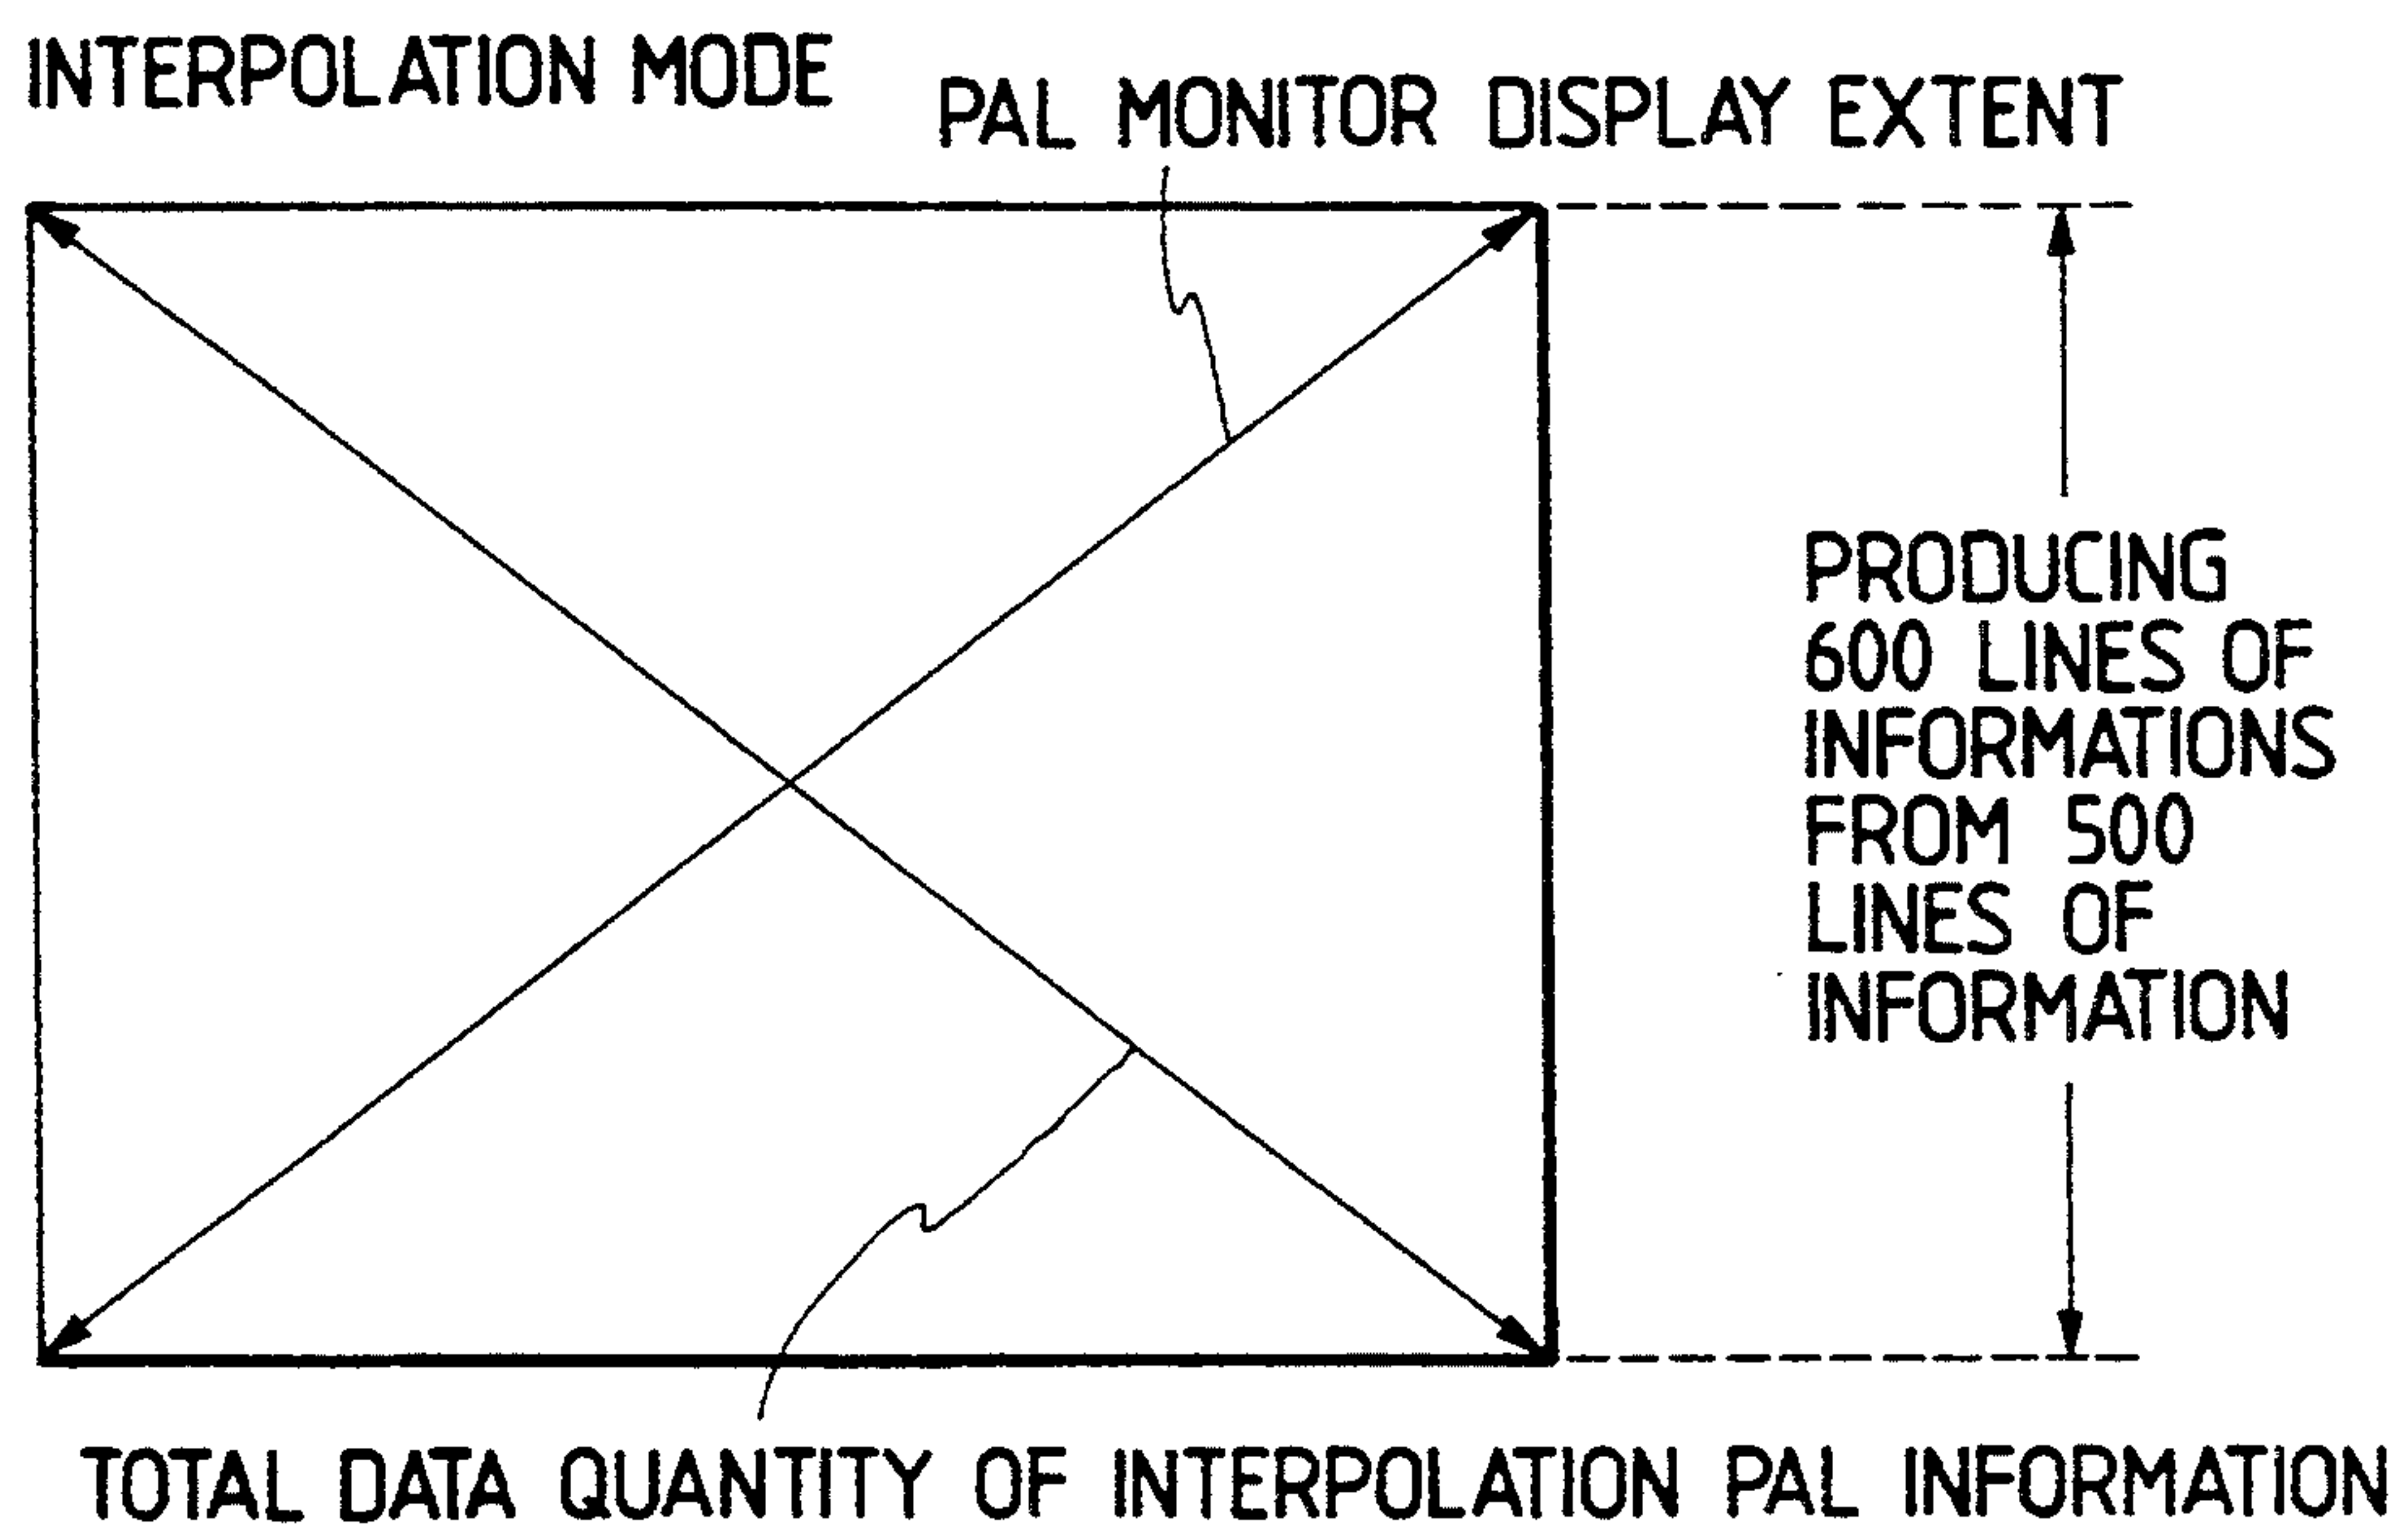 INTERPOLATION MODE
PAL MONITOR DISPLAY EXTENT
PRODUCING
600 LINES OF
INFORMATIONS
FROM 500
LINES OF
INFORMATION
TOTAL DATA QUANTITY OF INTERPOLATION PAL INFORMATION